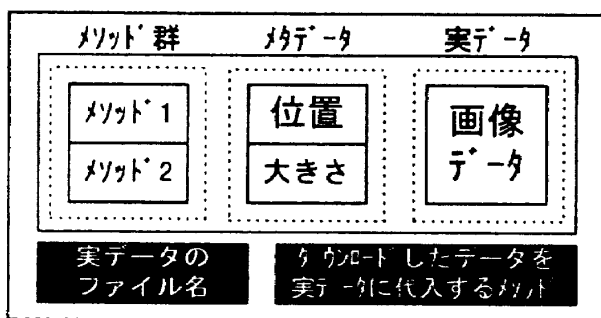 ﾒｿｯﾄﾞ群 ﾒﾀﾃﾞｰﾀ 実ﾃﾞｰﾀ
ﾒｿｯﾄﾞ1 位置 画像
ﾒｿｯﾄﾞ2 大きさ ﾃﾞｰﾀ
実データの ﾀﾞｳﾝﾛｰﾄﾞしたデータを
ファイル名 実ﾃﾞｰﾀに代入するﾒｿｯﾄﾞ